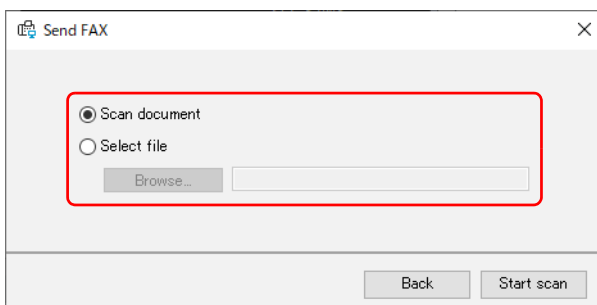 Send FAX
Scan document
Select file
Browse...
Back
Start scan